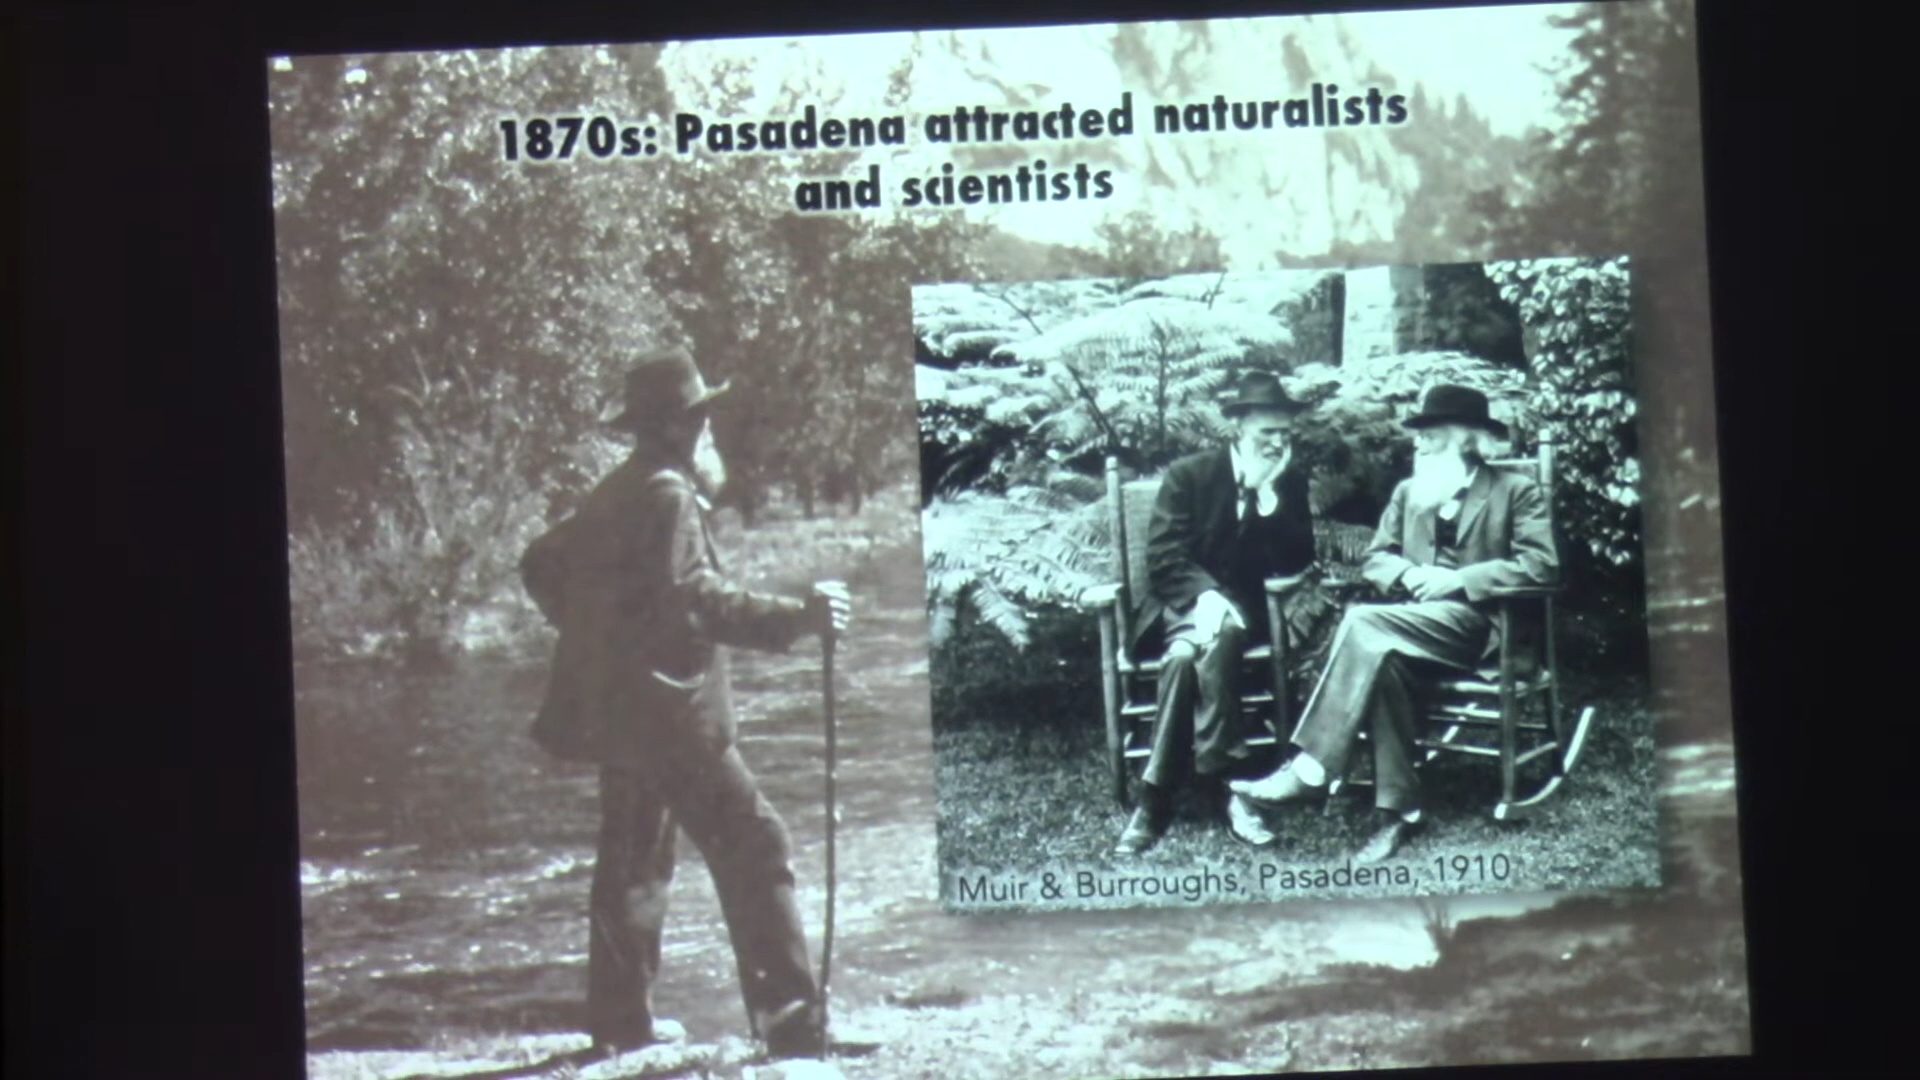 1870s: Pasadena attracted naturalists
and scientists
Muir & Burroughs, Pasadena, 1910